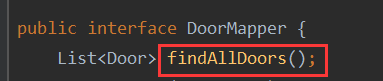 public interface DoorMapper {
List<Door> findAllDoors();